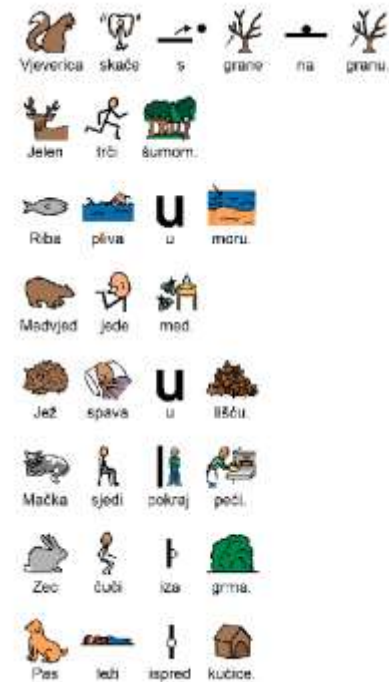 Vjeverica skače s grane na granu.
Jelen trči šumom.
Riba pliva u u moru.
Medvjed jede med.
Jež spava u u lišću.
Mačka sjedi pokraj peći.
Zec čuči iza grma.
Pas leži ispred kućice.